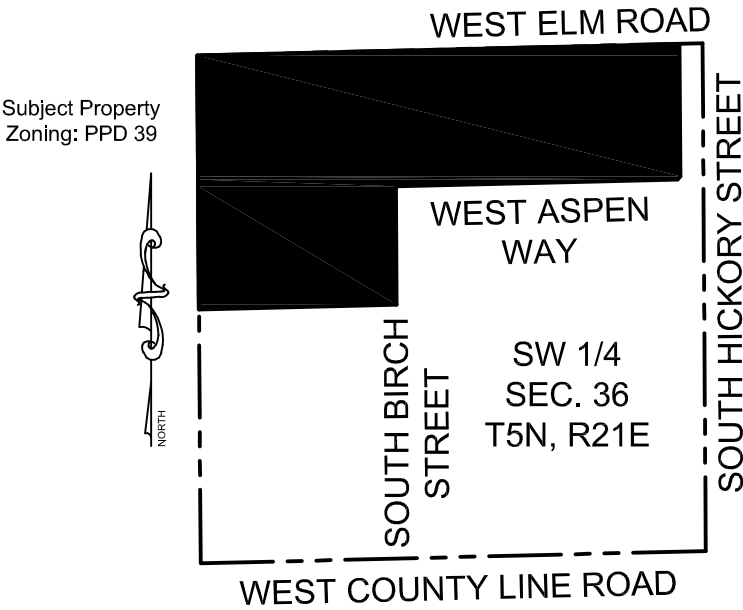 WEST ELM ROAD
Subject Property
Zoning: PPD 39
SOUTH HICKORY STREET
WEST ASPEN
WAY
NORTH
SOUTH BIRCH
STREET
SW 1/4
SEC. 36
T5N, R21E
WEST COUNTY LINE ROAD